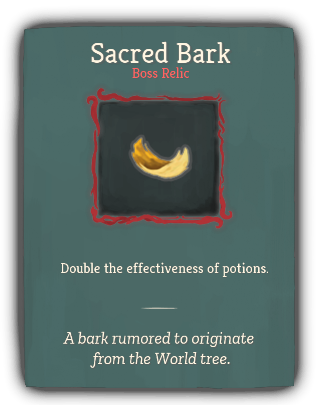 Sacred Bark
Boss Relic
Double the effectiveness of potions.
A bark rumored to originate
from the World tree.